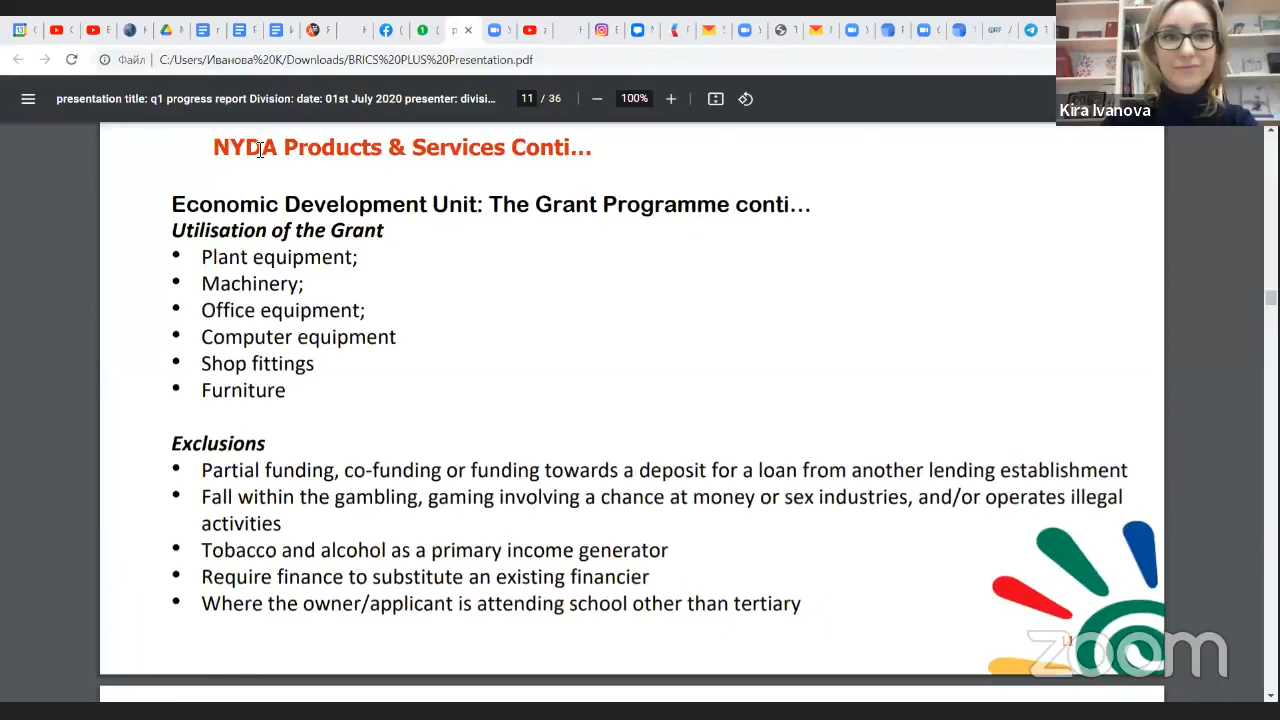 Файл
C:/Users/Иванова%20K/Downloads/BRICS%20PLUS%20Presentation.pdf
presentation title: q1 progress report Division: date: 01st July 2020 presenter: divisi...
11 / 36
100%
Kira Ivanova
NYDA Products & Services Conti...
Economic Development Unit: The Grant Programme conti...
Utilisation of the Grant
• Plant equipment;
• Machinery;
• Office equipment;
• Computer equipment
• Shop fittings
• Furniture
Exclusions
• Partial funding, co-funding or funding towards a deposit for a loan from another lending establishment
• Fall within the gambling, gaming involving a chance at money or sex industries, and/or operates illegal
activities
• Tobacco and alcohol as a primary income generator
• Require finance to substitute an existing financier
• Where the owner/applicant is attending school other than tertiary
11
zoom